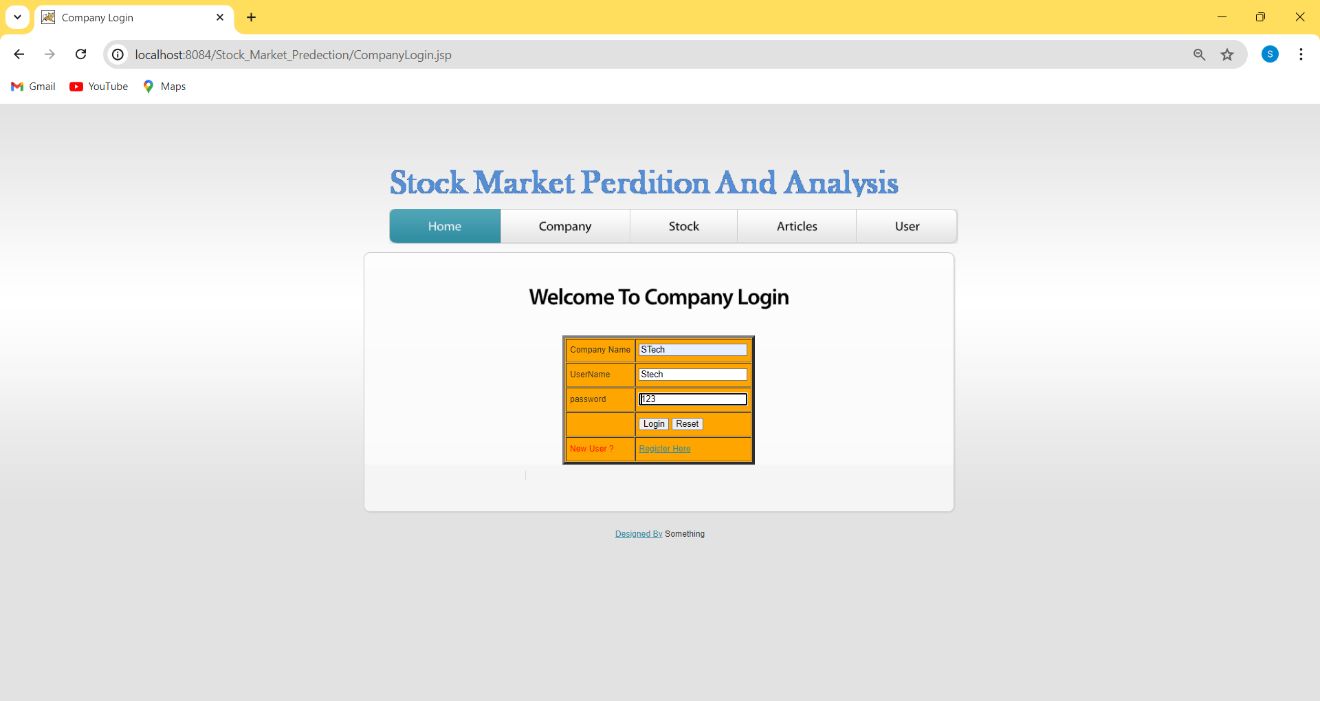 Company Login
localhost:8084/Stock_Market_Predection/CompanyLogin.jsp
S
Gmail YouTube Maps
Stock Market Perdition And Analysis
Home Company Stock Articles User
Welcome To Company Login
Company Name STech
UserName Stech
password 123
Login Reset
New User ? Register Here
Designed By Something